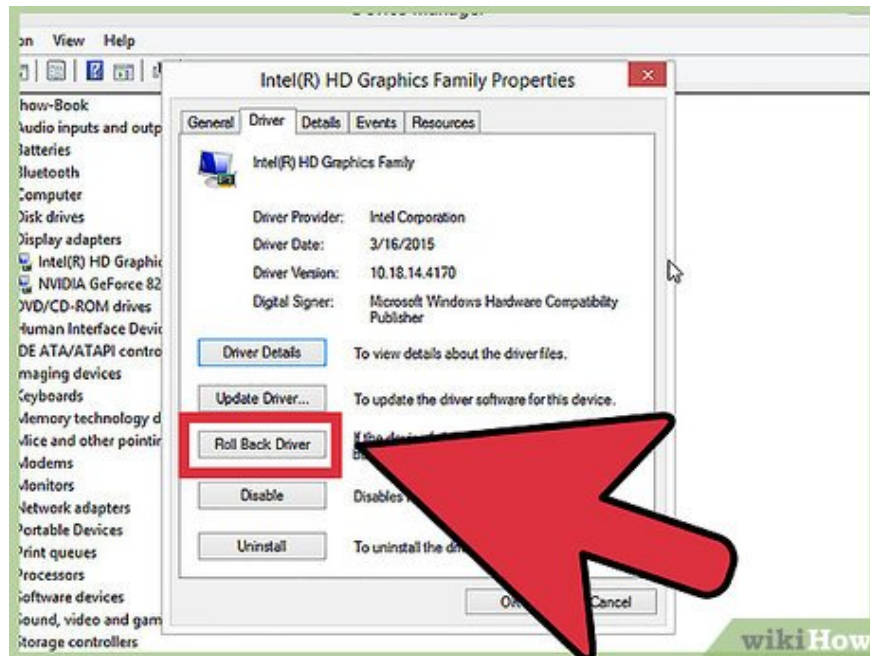 View Help
Intel(R) HD Graphics Family Properties
how-Book
Audio inputs and outp
Batteries
Bluetooth
Computer
Disk drives
Display adapters
Intel(R) HD Graphic
NVIDIA GeForce 82
DVD/CD-ROM drives
Human Interface Devic
IDE ATA/ATAPI contro
maging devices
Keyboards
Memory technology d
Mice and other pointin
Modems
Monitors
Network adapters
Portable Devices
Print queues
Processors
Software devices
Sound, video and gam
Storage controllers
General Driver Details Events Resources
Intel(R) HD Graphics Family
Driver Provider: Intel Corporation
Driver Date: 3/16/2015
Driver Version: 10.18.14.4170
Digital Signer: Microsoft Windows Hardware Compatibility
Publisher
Driver Details To view details about the driver files.
Update Driver... To update the driver software for this device.
Roll Back Driver
Disable Disables
Uninstall To uninstall the
Cancel
wikiHow